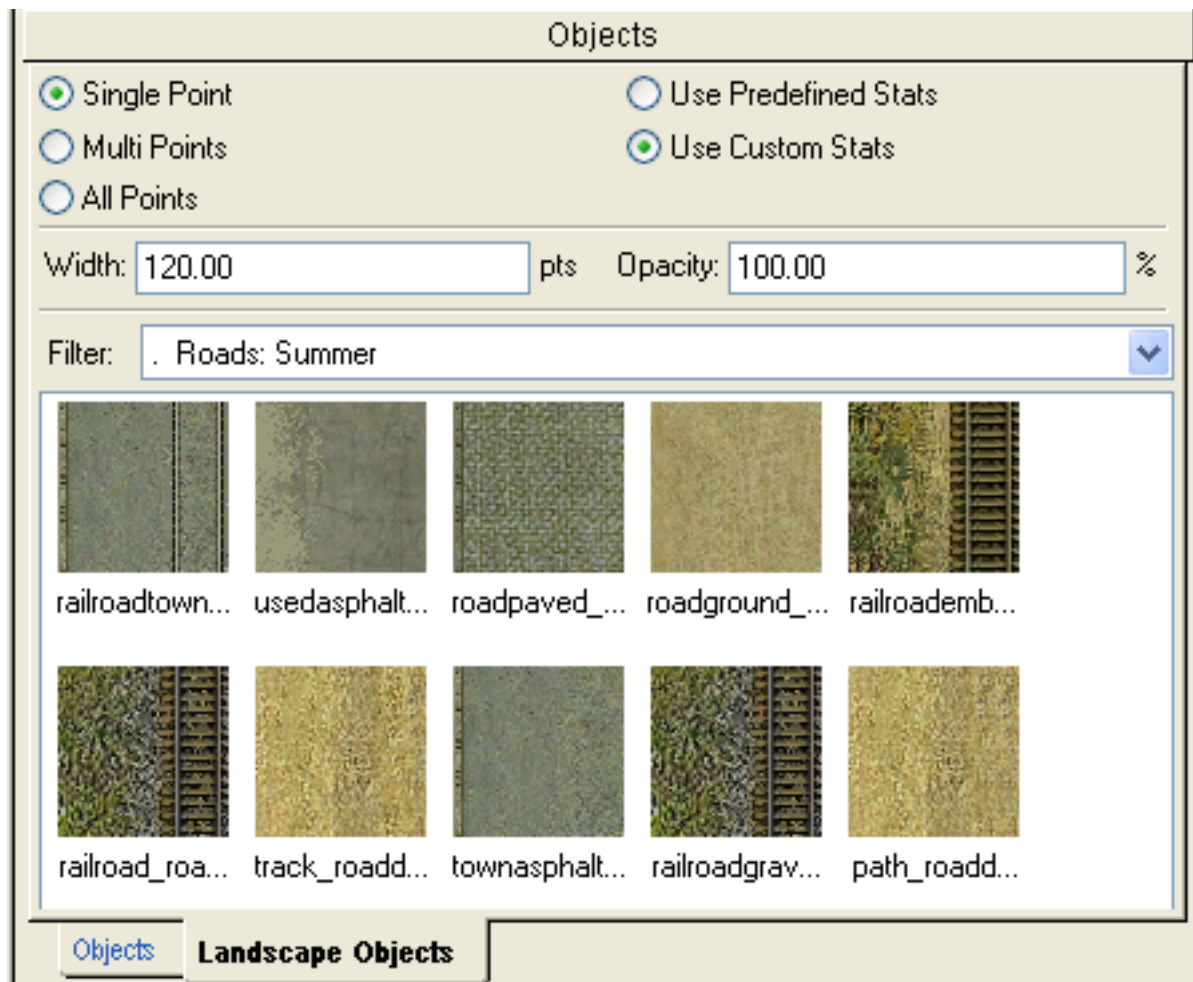 Objects
Single Point Use Predefined Stats
Multi Points Use Custom Stats
All Points
Width: 120.00 pts Opacity: 100.00 %
Filter: . Roads: Summer
railroadtown... usedasphalt... roadpaved_... roadground_... railroademb...
railroad_roa... track_roadd... townasphalt... railroadgrav... path_roadd...
Objects Landscape Objects